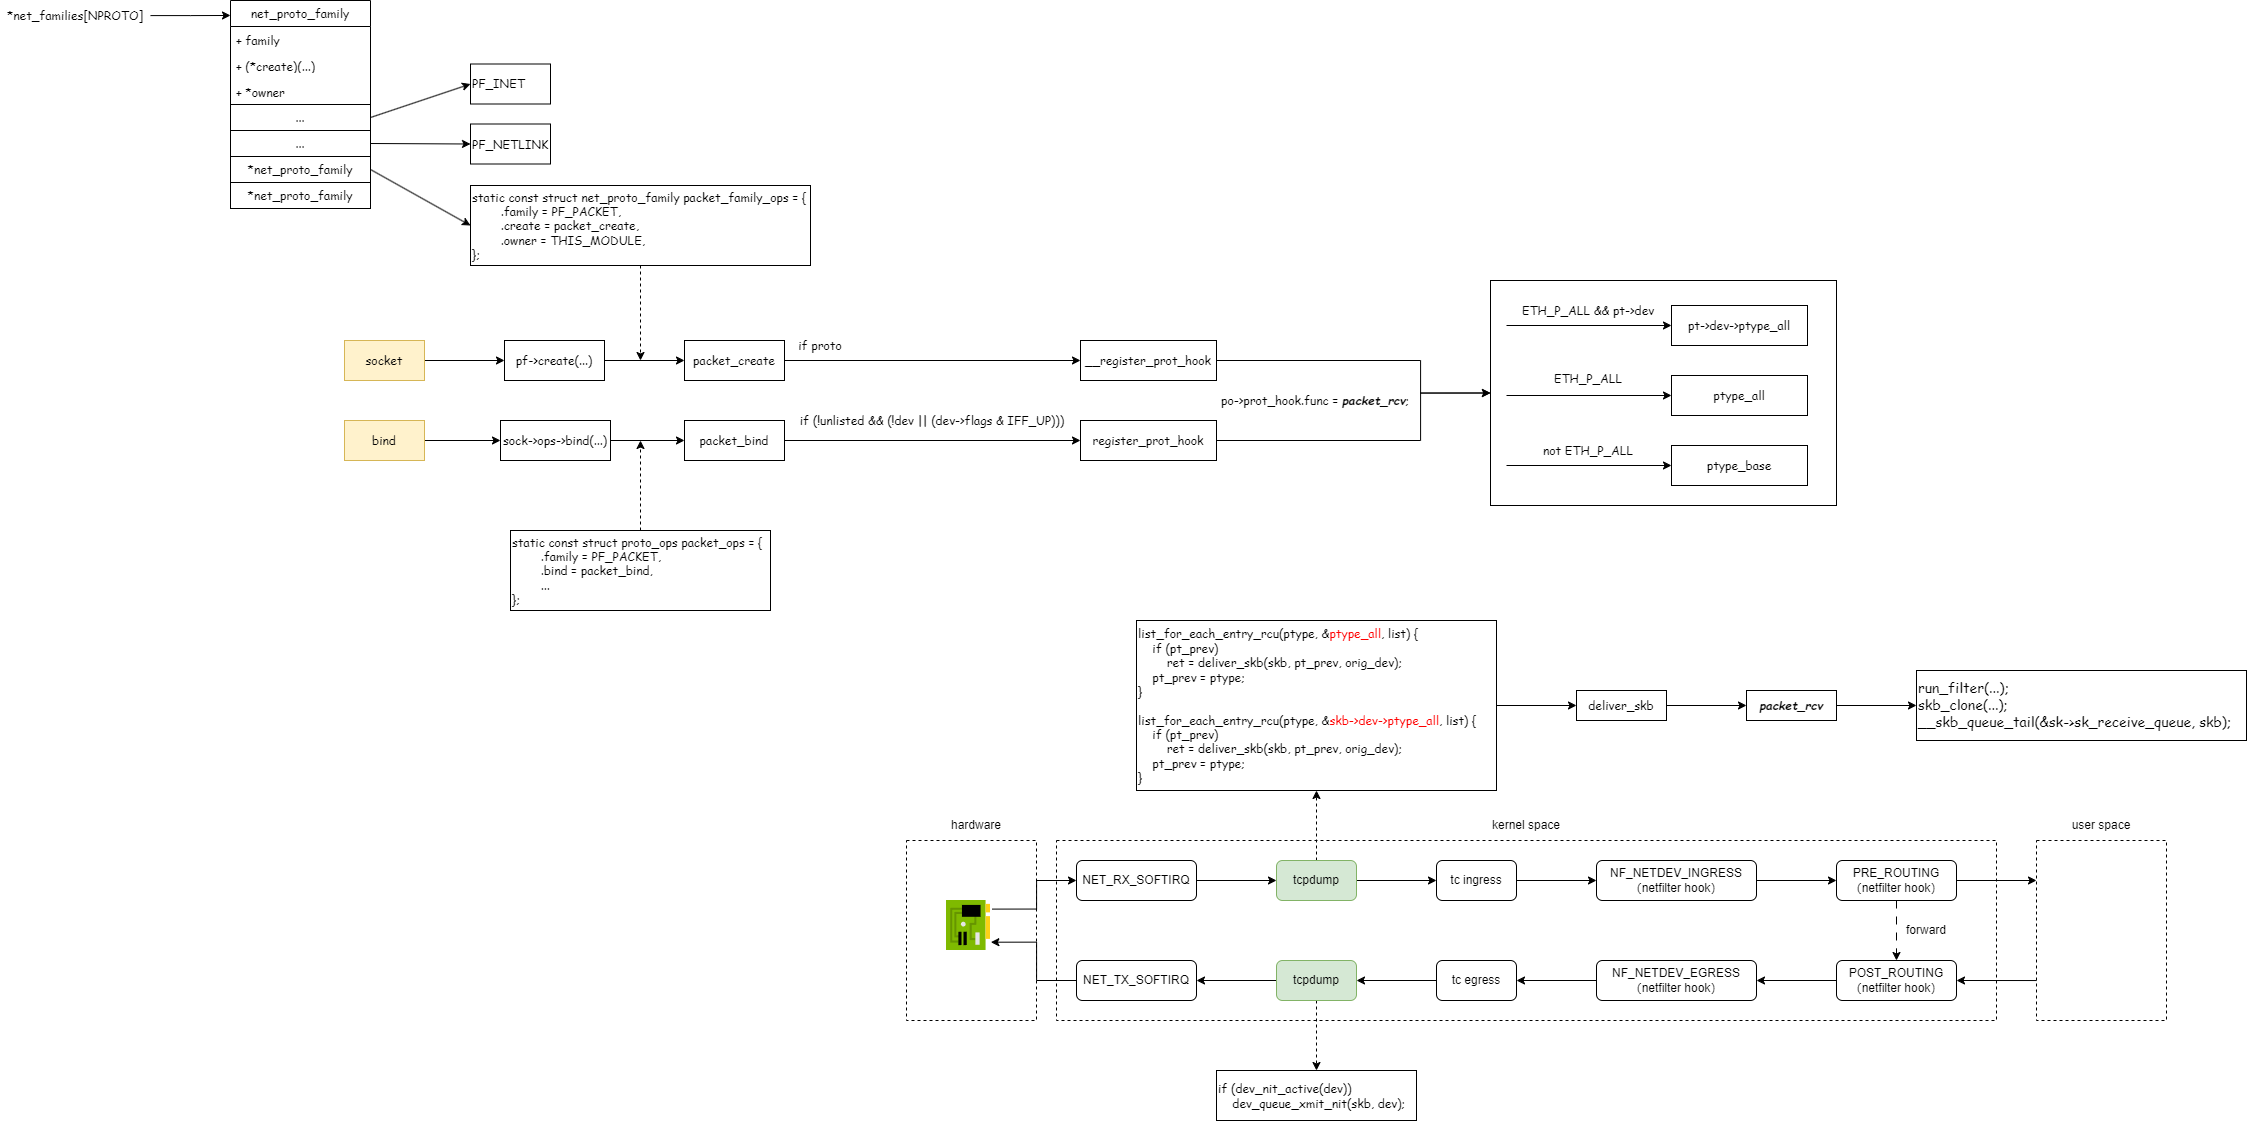 *net_families[NPROTO]
net_proto_family
+ family
+ (*create)(...)
+ *owner
...
...
*net_proto_family
*net_proto_family
PF_INET
PF_NETLINK
static const struct net_proto_family packet_family_ops = {
.family = PF_PACKET,
.create = packet_create,
.owner = THIS_MODULE,
};
socket
pf->create(...)
packet_create
if proto
__register_prot_hook
bind
sock->ops->bind(...)
packet_bind
if (!unlisted && (!dev || (dev->flags & IFF_UP)))
register_prot_hook
po->prot_hook.func = packet_rcv;
ETH_P_ALL && pt->dev
pt->dev->ptype_all
ETH_P_ALL
ptype_all
not ETH_P_ALL
ptype_base
static const struct proto_ops packet_ops = {
.family = PF_PACKET,
.bind = packet_bind,
...
};
list_for_each_entry_rcu(ptype, &ptype_all, list) {
if (pt_prev)
ret = deliver_skb(skb, pt_prev, orig_dev);
pt_prev = ptype;
}
list_for_each_entry_rcu(ptype, &skb->dev->ptype_all, list) {
if (pt_prev)
ret = deliver_skb(skb, pt_prev, orig_dev);
pt_prev = ptype;
}
deliver_skb
packet_rcv
run_filter(...);
skb_clone(...);
__skb_queue_tail(&sk->sk_receive_queue, skb);
hardware
kernel space
user space
NET_RX_SOFTIRQ
tcpdump
tc ingress
NF_NETDEV_INGRESS
(netfilter hook)
PRE_ROUTING
(netfilter hook)
forward
NET_TX_SOFTIRQ
tcpdump
tc egress
NF_NETDEV_EGRESS
(netfilter hook)
POST_ROUTING
(netfilter hook)
if (dev_nit_active(dev))
dev_queue_xmit_nit(skb, dev);